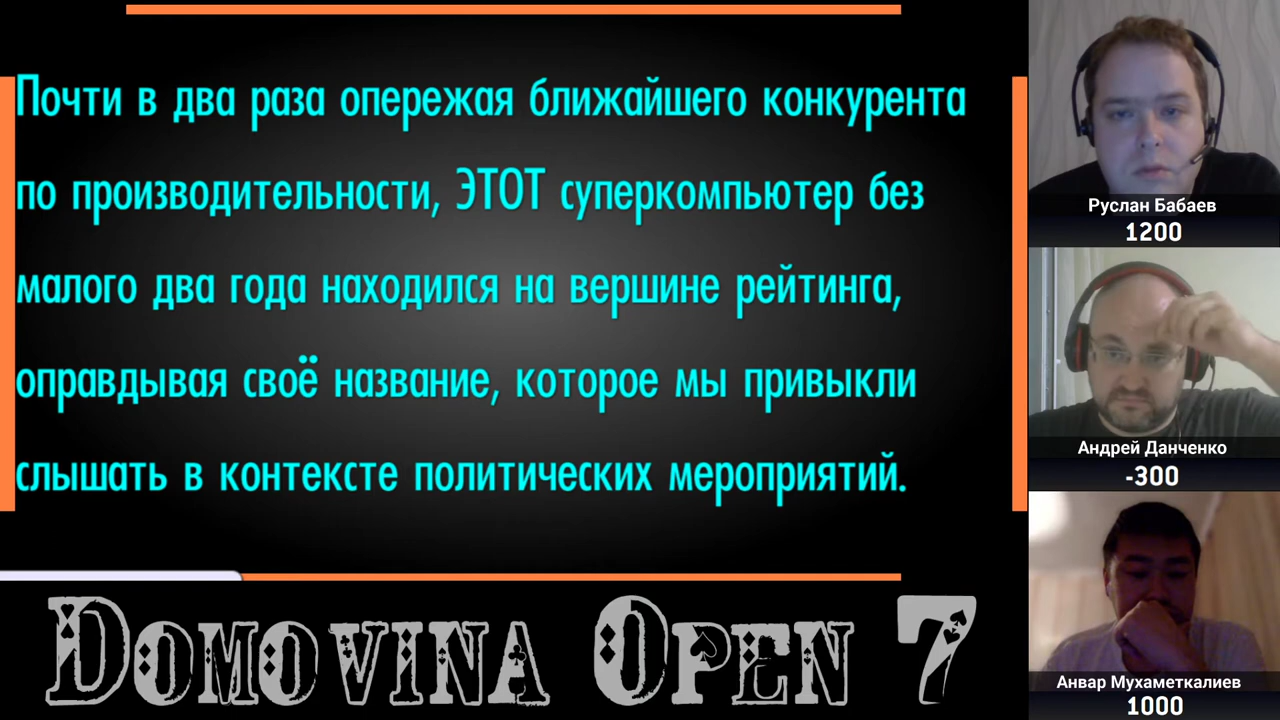 Почти в два раза опережая ближайшего конкурента
по производительности, ЭТОТ суперкомпьютер без
малого два года находился на вершине рейтинга,
оправдывая своё название, которое мы привыкли
слышать в контексте политических мероприятий.
Domovina Open 7
Руслан Бабаев
1200
Андрей Данченко
-300
Анвар Мухаметкалиев
1000